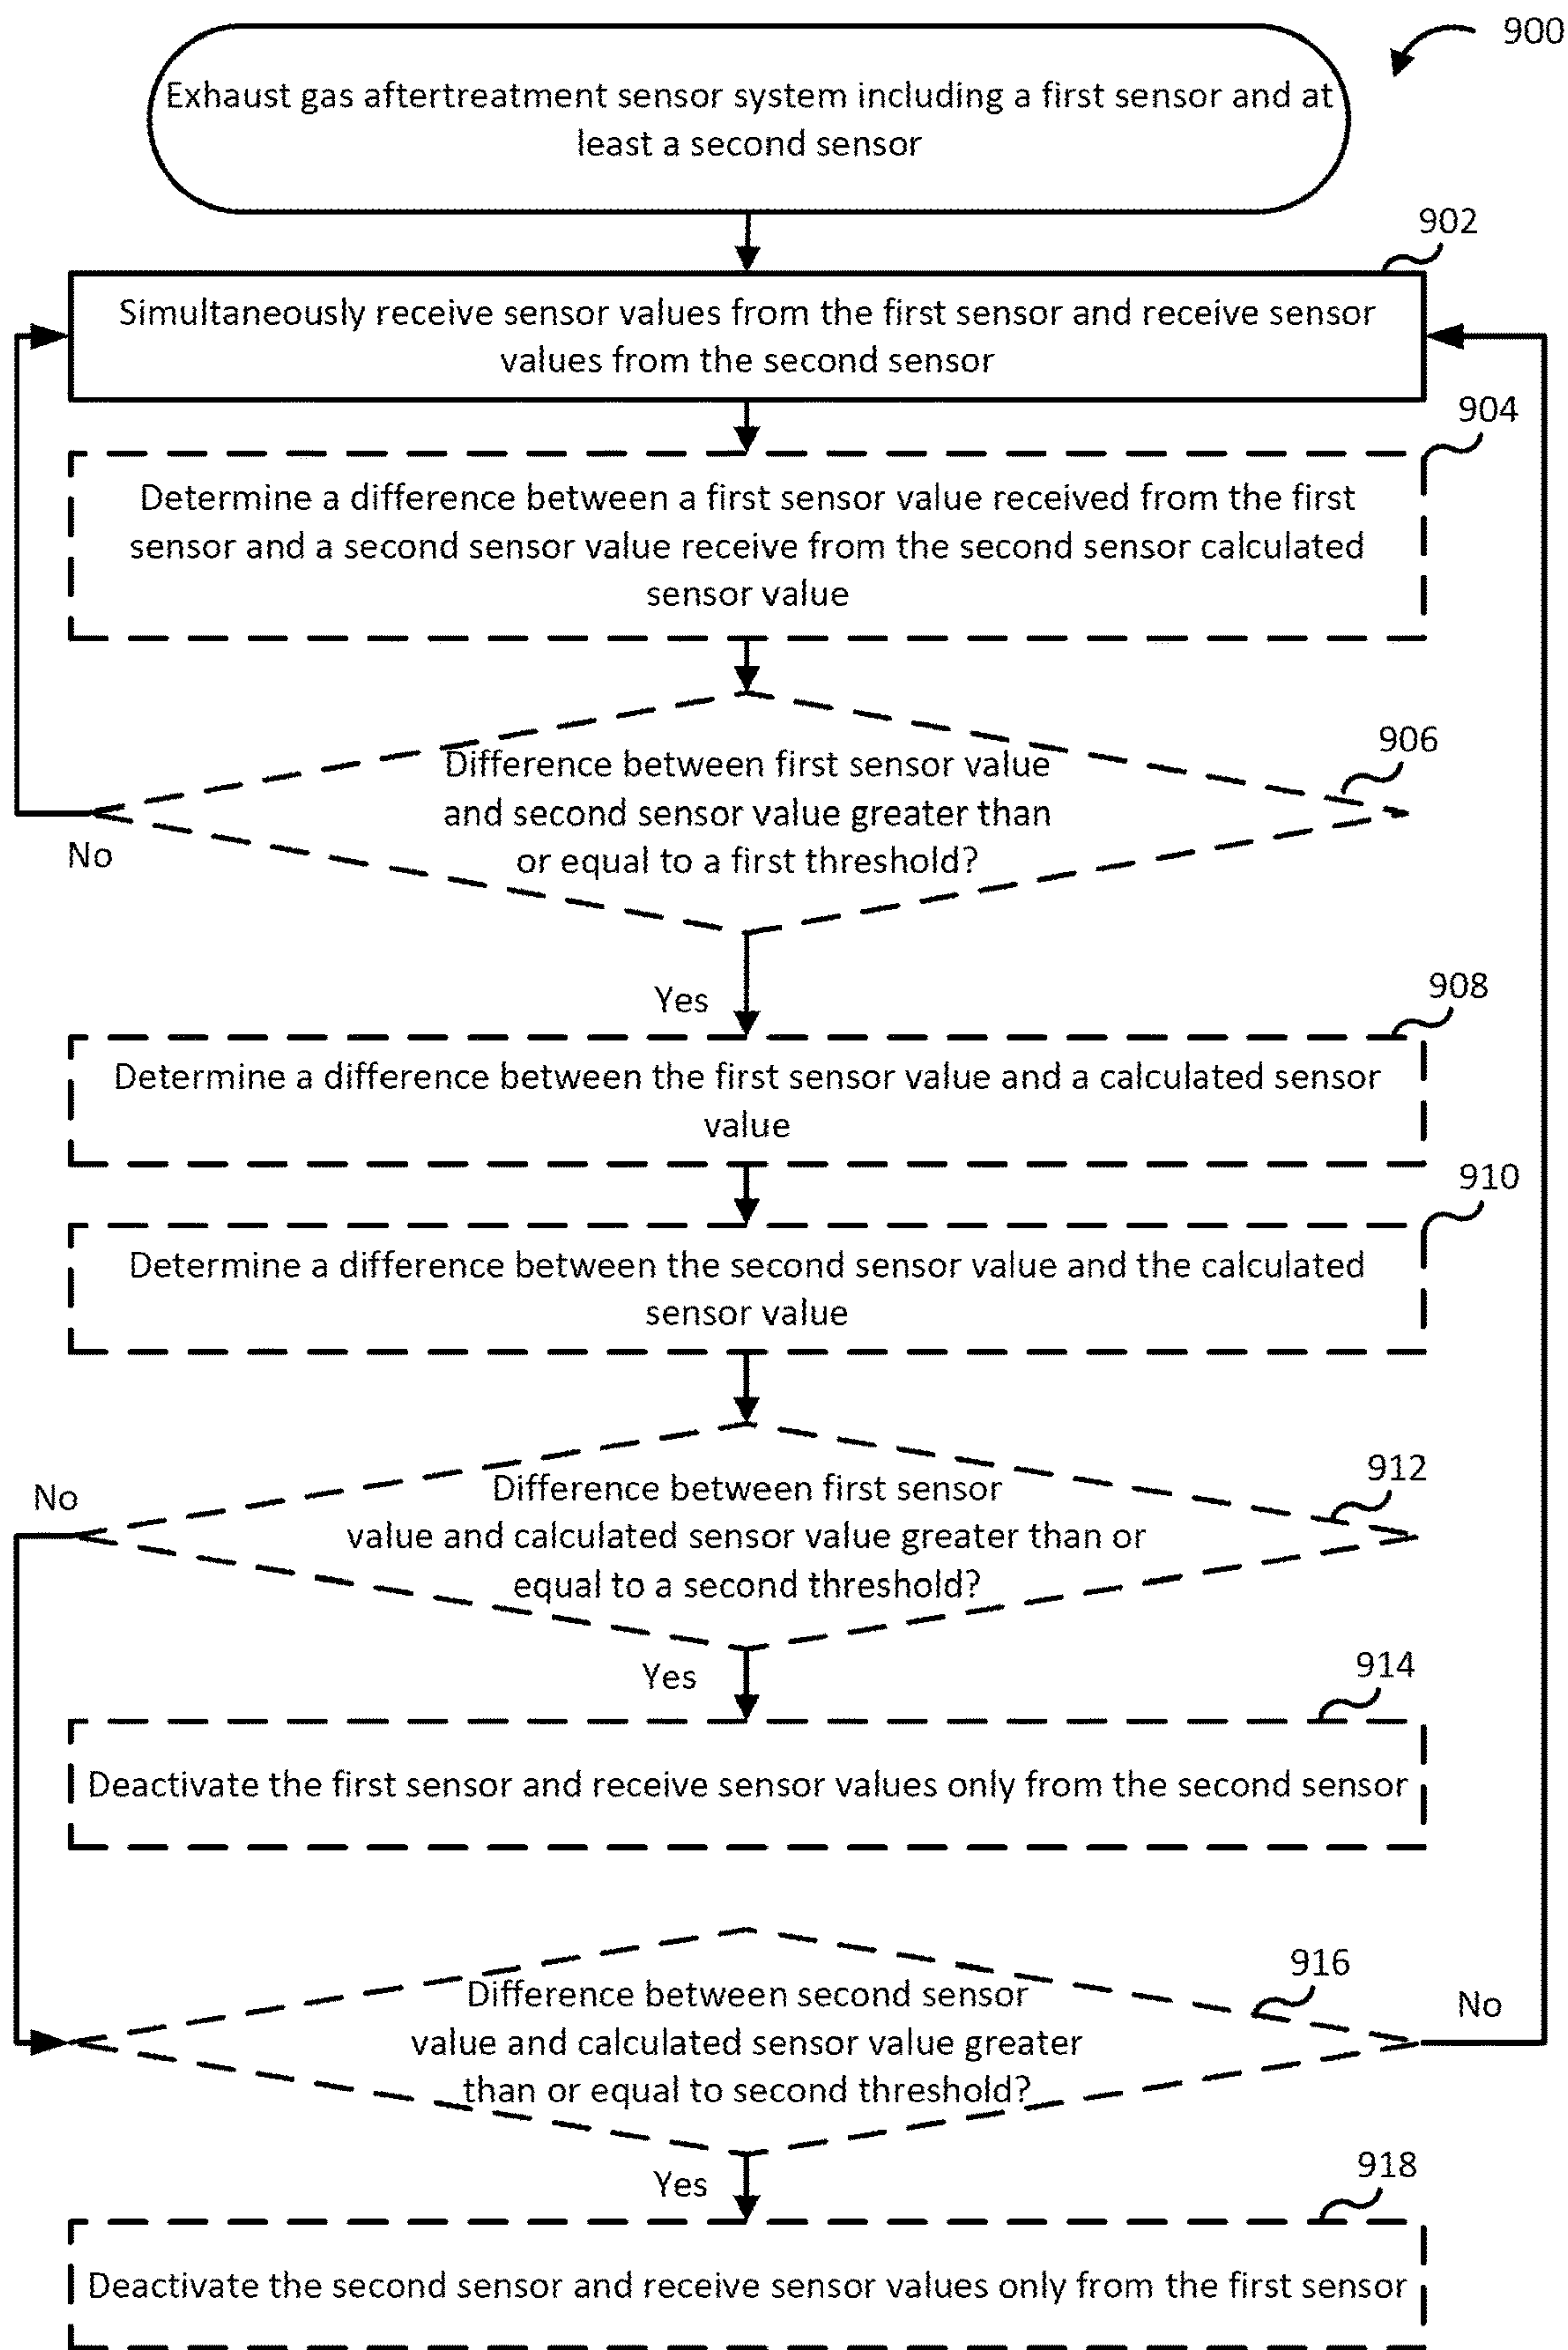 900
Exhaust gas aftertreatment sensor system including a first sensor and at
least a second sensor
902
Simultaneously receive sensor values from the first sensor and receive sensor
values from the second sensor
904
Determine a difference between a first sensor value received from the first
sensor and a second sensor value receive from the second sensor calculated
sensor value
906
Difference between first sensor value
and second sensor value greater than
or equal to a first threshold?
No
Yes
908
Determine a difference between the first sensor value and a calculated sensor
value
910
Determine a difference between the second sensor value and the calculated
sensor value
912
No
Difference between first sensor
value and calculated sensor value greater than or
equal to a second threshold?
Yes
914
Deactivate the first sensor and receive sensor values only from the second sensor
916
No
Difference between second sensor
value and calculated sensor value greater
than or equal to second threshold?
Yes
918
Deactivate the second sensor and receive sensor values only from the first sensor